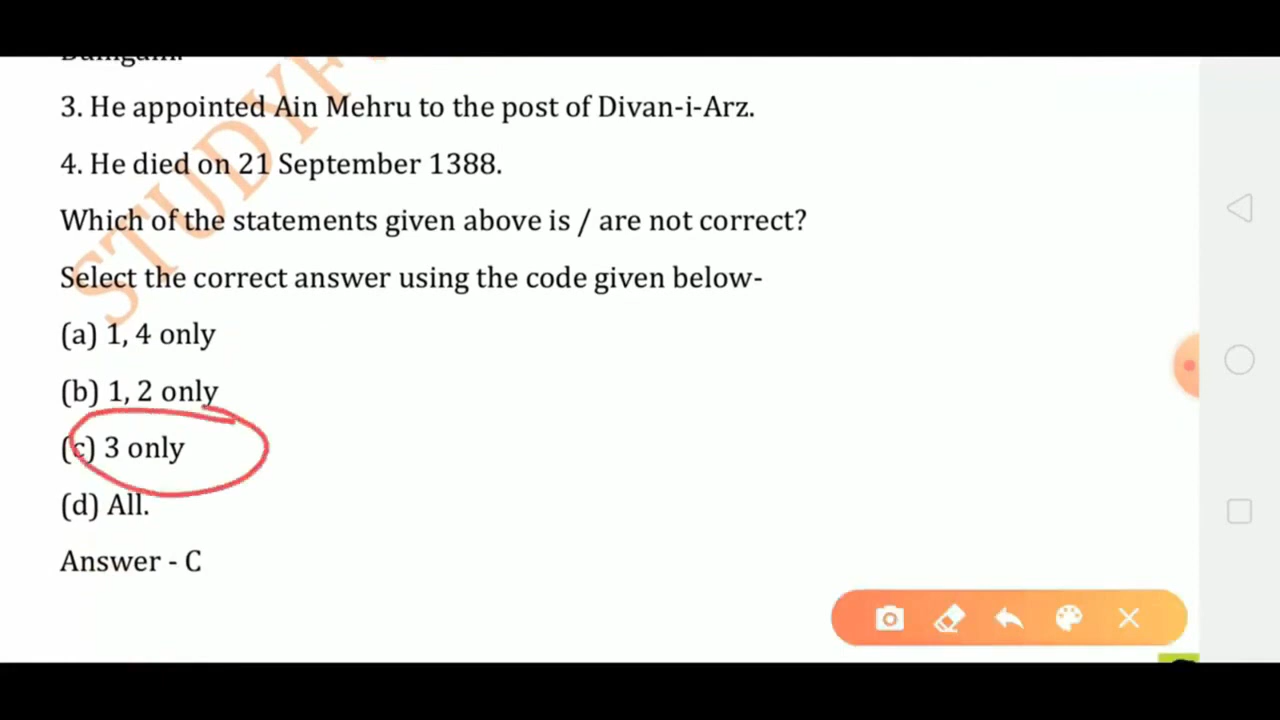 3. He appointed Ain Mehru to the post of Divan-i-Arz.
4. He died on 21 September 1388.
Which of the statements given above is / are not correct?
Select the correct answer using the code given below-
(a) 1, 4 only
(b) 1, 2 only
(c) 3 only
(d) All.
Answer - C